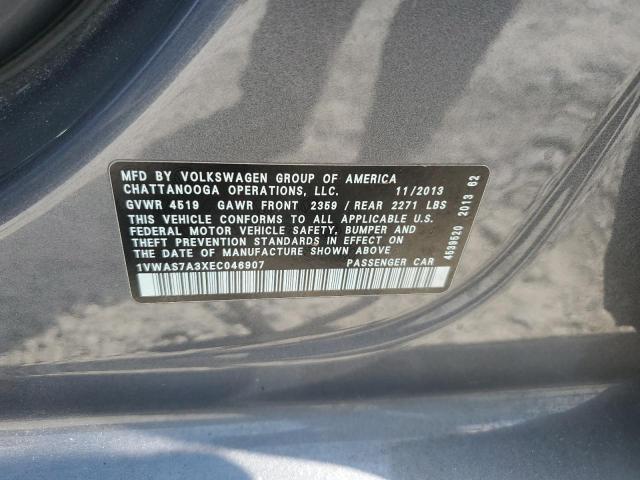 MFD BY VOLKSWAGEN GROUP OF AMERICA
CHATTANOOGA OPERATIONS, LLC. 11/2013
GVWR 4519 GAWR FRONT 2359 / REAR 2271 LBS
THIS VEHICLE CONFORMS TO ALL APPLICABLE U.S.
FEDERAL MOTOR VEHICLE SAFETY, BUMPER AND
THEFT PREVENTION STANDARDS IN EFFECT ON
THE DATE OF MANUFACTURE SHOWN ABOVE
1VWAS7A3XEC046907 PASSENGER CAR
4539520 2013 62